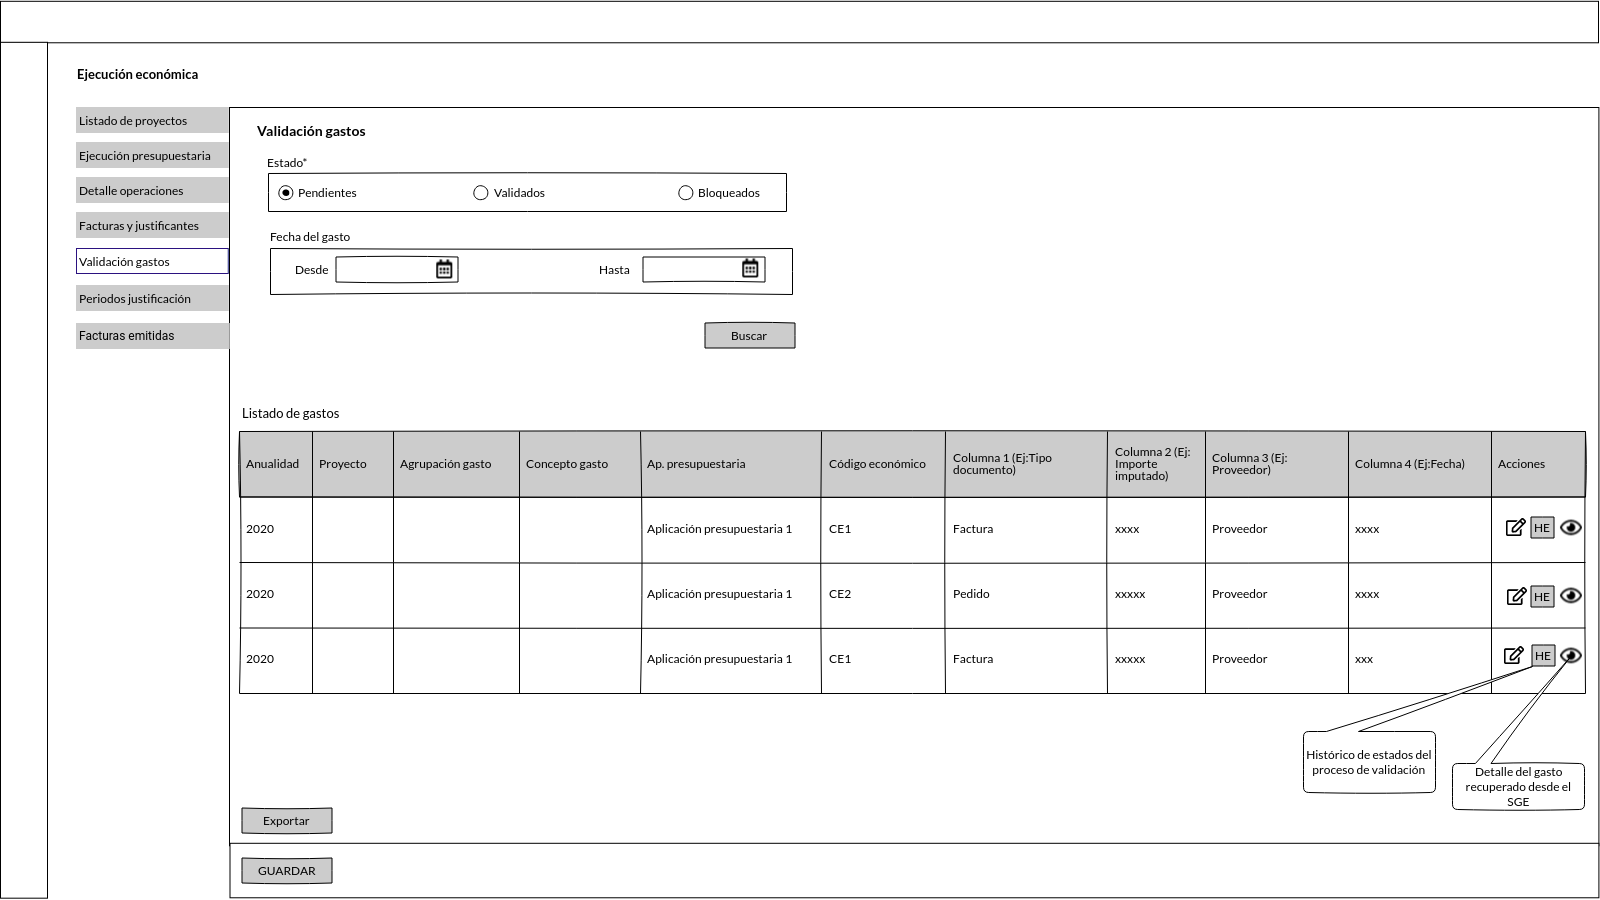 Ejecución económica
Listado de proyectos
Ejecución presupuestaria
Detalle operaciones
Facturas y justificantes
Validación gastos
Periodos justificación
Facturas emitidas
Validación gastos
Estado*
Pendientes Validados Bloqueados
Fecha del gasto
Desde Hasta
Buscar
Listado de gastos
Anualidad Proyecto Agrupación gasto Concepto gasto Ap. presupuestaria Código económico Columna 1 (Ej:Tipo documento) Columna 2 (Ej: Importe imputado) Columna 3 (Ej: Proveedor) Columna 4 (Ej:Fecha) Acciones
2020 Aplicación presupuestaria 1 CE1 Factura xxxx Proveedor xxxx HE
2020 Aplicación presupuestaria 1 CE2 Pedido xxxxx Proveedor xxxx HE
2020 Aplicación presupuestaria 1 CE1 Factura xxxxx Proveedor xxx HE
Histórico de estados del
proceso de validación
Detalle del gasto
recuperado desde el
SGE
Exportar
GUARDAR